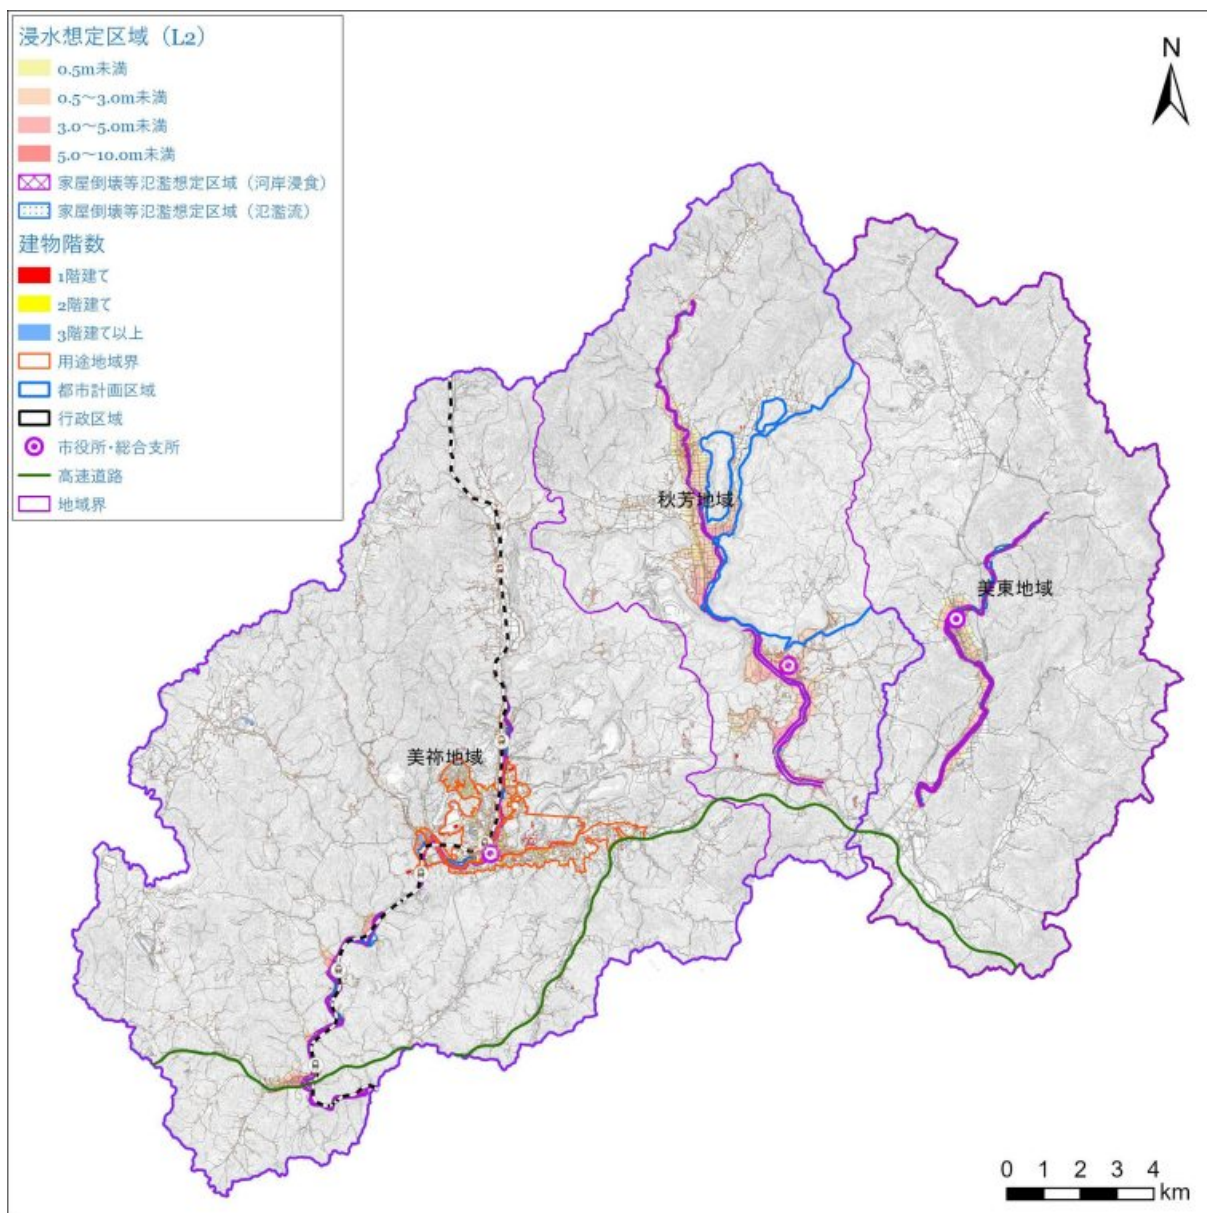 浸水想定区域（L2）
0.5m未満
0.5～3.0m未満
3.0～5.0m未満
5.0～10.0m未満
家屋倒壊等氾濫想定区域（河岸浸食）
家屋倒壊等氾濫想定区域（氾濫流）
建物階数
1階建て
2階建て
3階建て以上
用途地域界
都市計画区域
行政区域
市役所・総合支所
高速道路
地域界
N
秋芳地域
美東地域
美祢地域
0 1 2 3 4
km